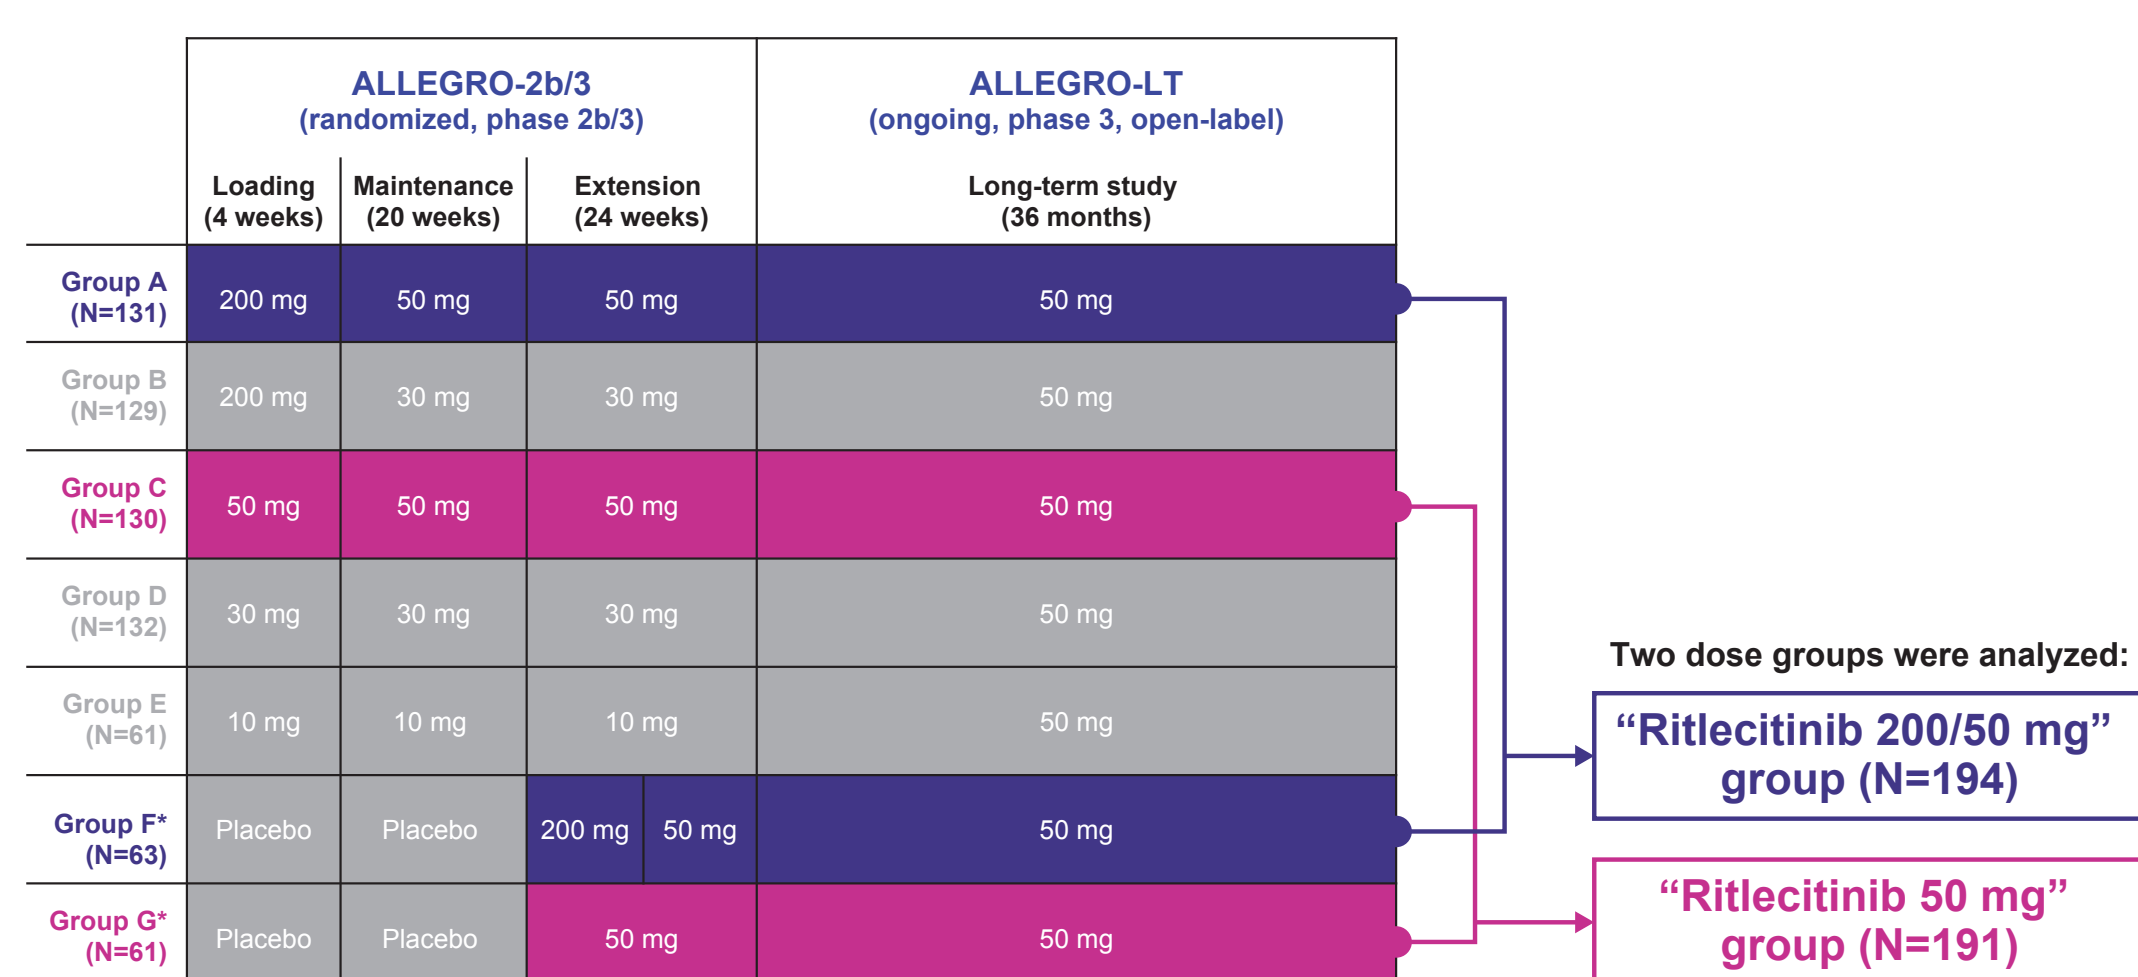 ALLEGRO-2b/3
(randomized, phase 2b/3)
ALLEGRO-LT
(ongoing, phase 3, open-label)
Loading
(4 weeks)
Maintenance
(20 weeks)
Extension
(24 weeks)
Long-term study
(36 months)
Group A
(N=131)
200 mg
50 mg
50 mg
50 mg
Group B
(N=129)
200 mg
30 mg
30 mg
50 mg
Group C
(N=130)
50 mg
50 mg
50 mg
50 mg
Group D
(N=132)
30 mg
30 mg
30 mg
50 mg
Group E
(N=61)
10 mg
10 mg
10 mg
50 mg
Group F*
(N=63)
Placebo
Placebo
200 mg
50 mg
50 mg
Group G*
(N=61)
Placebo
Placebo
50 mg
50 mg
Two dose groups were analyzed:
“Ritlecitinib 200/50 mg”
group (N=194)
“Ritlecitinib 50 mg”
group (N=191)